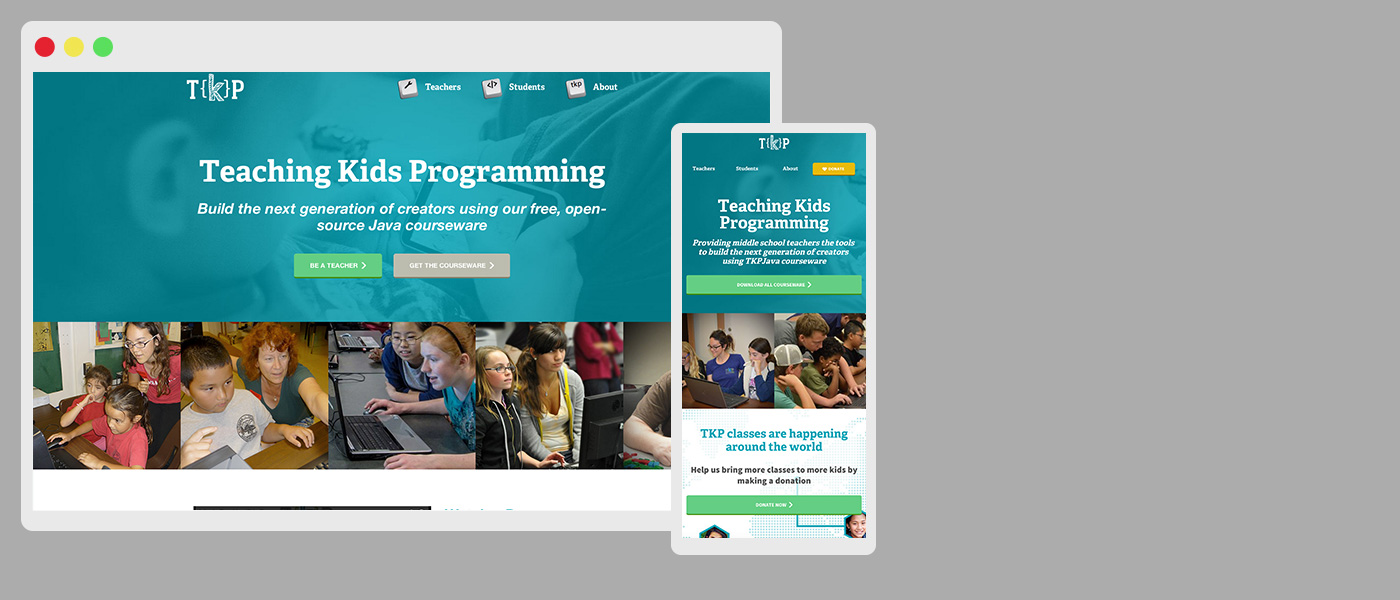 T{k}P
Teachers
Students
tkp
About
Teaching Kids Programming
Build the next generation of creators using our free, open-
source Java courseware
BE A TEACHER
GET THE COURSEWARE
T{k}P
Teachers
Students
About
DONATE
Teaching Kids
Programming
Providing middle school teachers the tools
to build the next generation of creators
using TKPJava courseware
DOWNLOAD ALL COURSEWARE
TKP classes are happening
around the world
Help us bring more classes to more kids by
making a donation
DONATE NOW